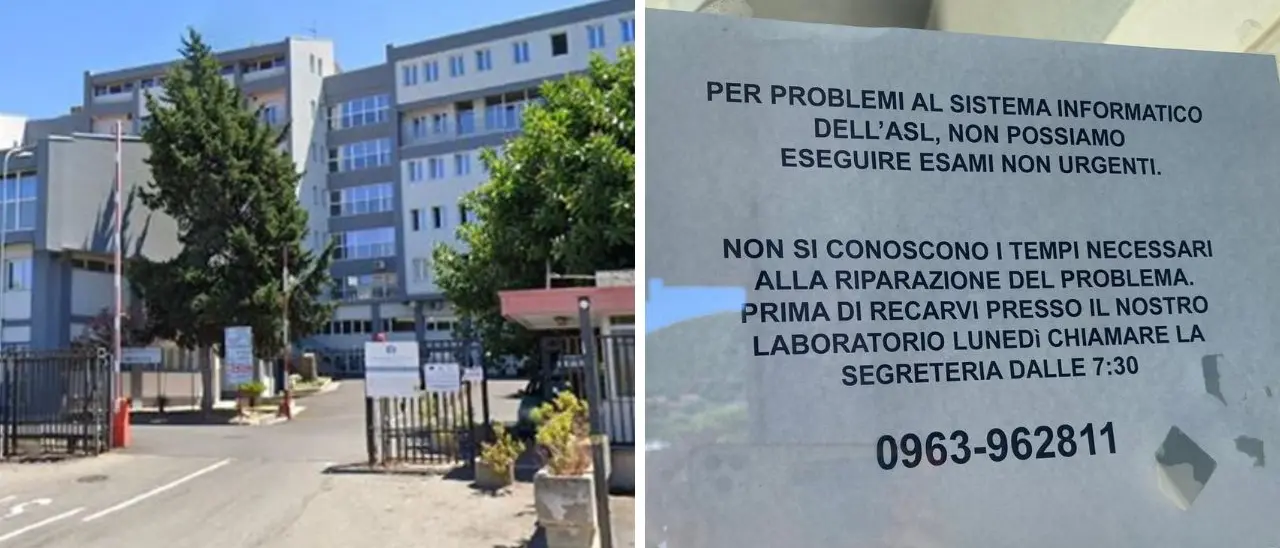 PER PROBLEMI AL SISTEMA INFORMATICO
DELL'ASL, NON POSSIAMO
ESEGUIRE ESAMI NON URGENTI.
NON SI CONOSCONO I TEMPI NECESSARI
ALLA RIPARAZIONE DEL PROBLEMA.
PRIMA DI RECARVI PRESSO IL NOSTRO
LABORATORIO LUNEDì CHIAMARE LA
SEGRETERIA DALLE 7:30
0963-962811